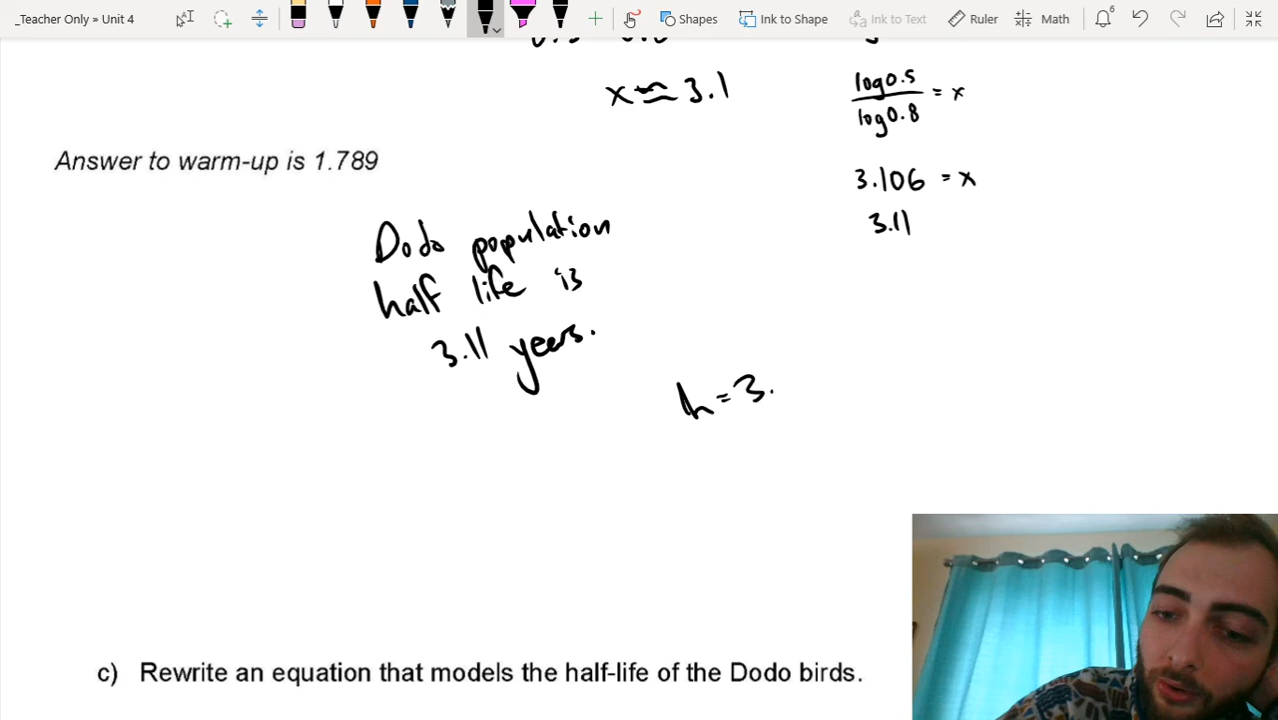 _Teacher Only » Unit 4
Shapes
Ink to Shape
Ink to Text
Ruler
Math
6
x ≈ 3.1
log0.5
log0.8 = x
Answer to warm-up is 1.789
3.106 = x
3.11
Dodo population
half life is
3.11 years.
h = 3.
c) Rewrite an equation that models the half-life of the Dodo birds.